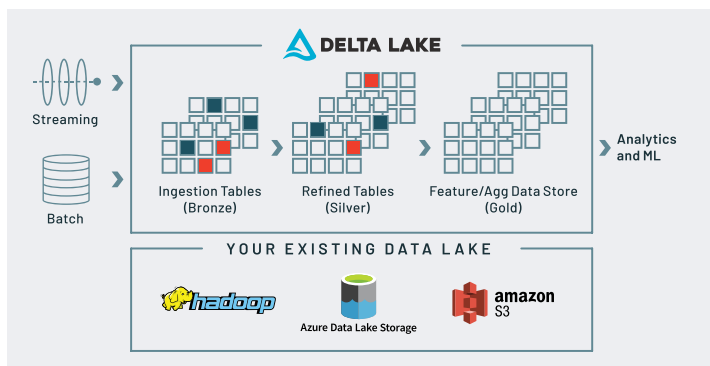 DELTA LAKE
Streaming
Batch
Ingestion Tables
(Bronze)
Refined Tables
(Silver)
Feature/Agg Data Store
(Gold)
Analytics
and ML
YOUR EXISTING DATA LAKE
hadoop
Azure Data Lake Storage
amazon
S3